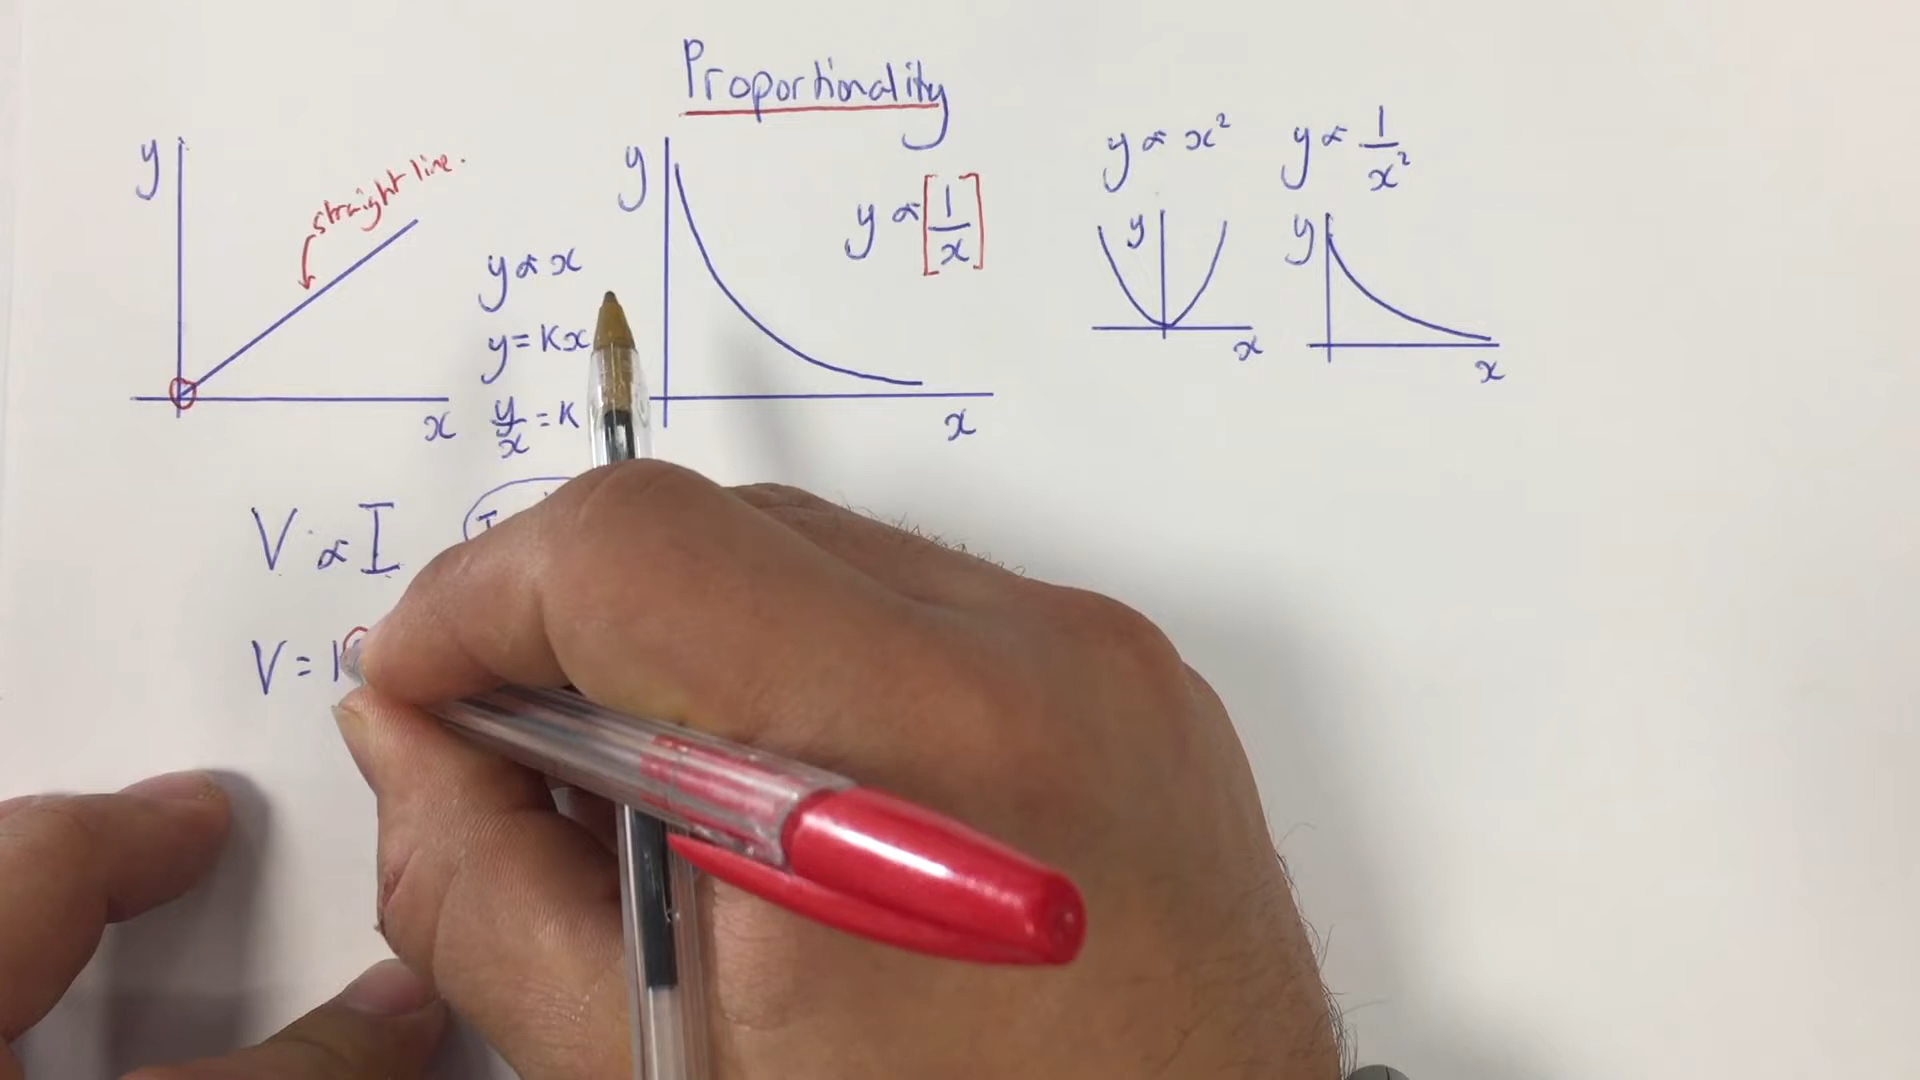 Proportionality
y
straight line.
x
y ∝ x
y = Kx
y/x = K
y
y ∝ [1/x]
x
y ∝ x²
y
x
y ∝ 1/x²
y
x
V ∝ I
V =